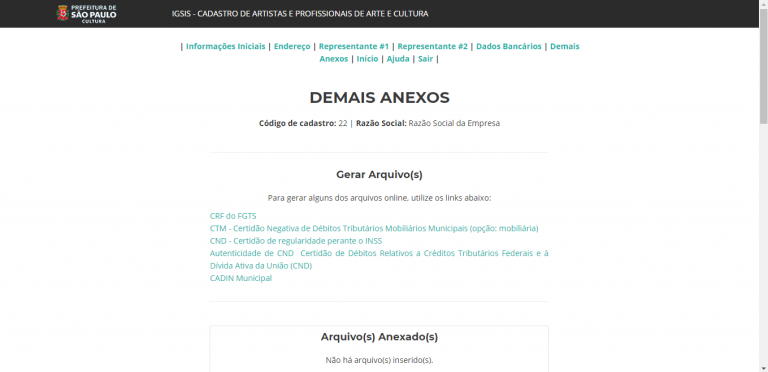 PREFEITURA DE
SÃO PAULO
CULTURA
IGSIS - CADASTRO DE ARTISTAS E PROFISSIONAIS DE ARTE E CULTURA
| Informações Iniciais | Endereço | Representante #1 | Representante #2 | Dados Bancários | Demais
Anexos | Início | Ajuda | Sair |
DEMAIS ANEXOS
Código de cadastro: 22 | Razão Social: Razão Social da Empresa
Gerar Arquivo(s)
Para gerar alguns dos arquivos online, utilize os links abaixo:
CRF do FGTS
CTM - Certidão Negativa de Débitos Tributários Mobiliários Municipais (opção: mobiliária)
CND - Certidão de regularidade perante o INSS
Autenticidade de CND Certidão de Débitos Relativos a Créditos Tributários Federais e à
Dívida Ativa da União (CND)
CADIN Municipal
Arquivo(s) Anexado(s)
Não há arquivo(s) inserido(s).